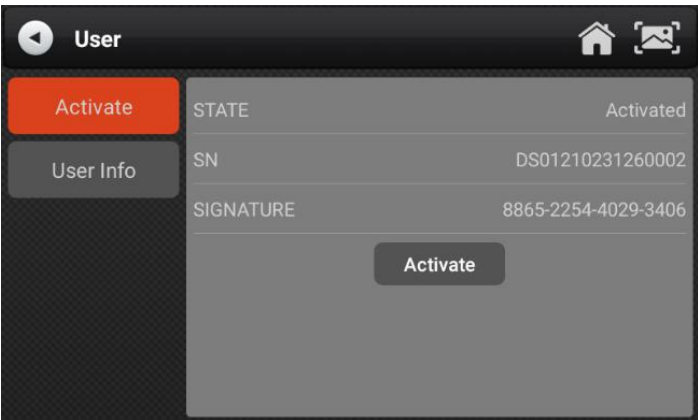 User
Activate
User Info
STATE Activated
SN DS01210231260002
SIGNATURE 8865-2254-4029-3406
Activate